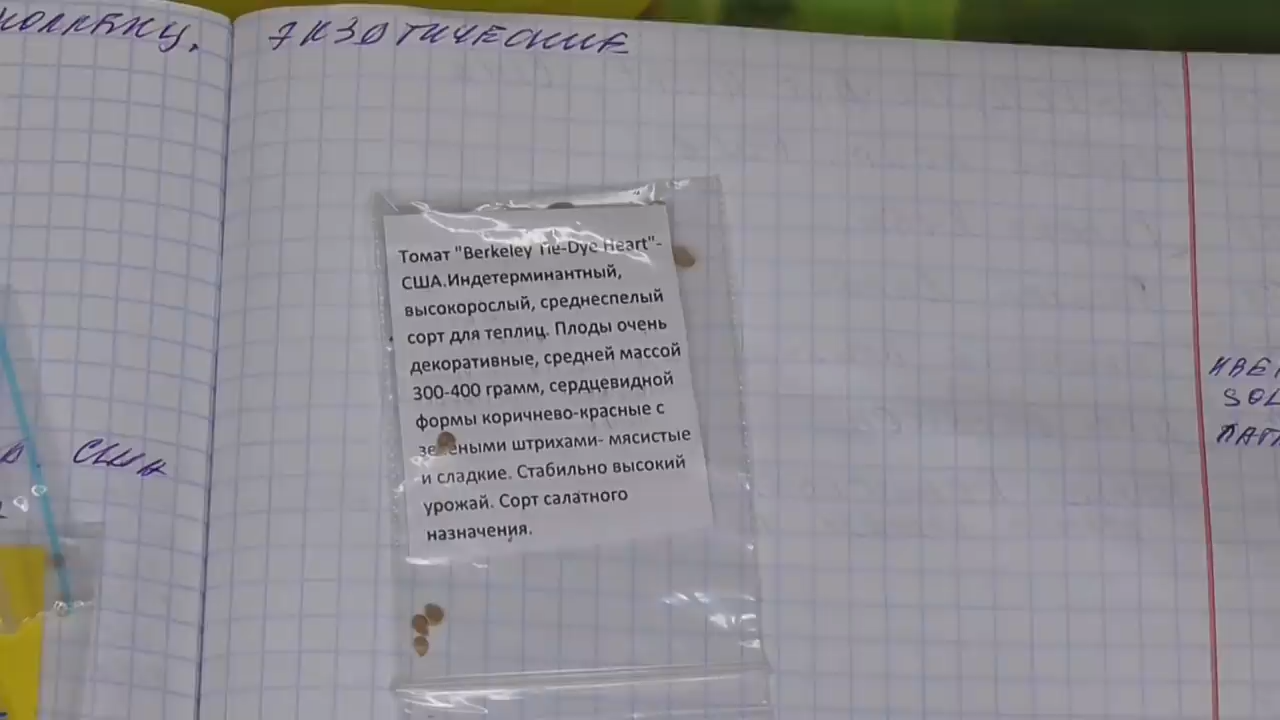 ЭКЗОТИЧЕСКИЕ
Томат "Berkeley Tie-Dye Heart"-
США.Индетерминантный,
высокорослый, среднеспелый
сорт для теплиц. Плоды очень
декоративные, средней массой
300-400 грамм, сердцевидной
формы коричнево-красные с
зелеными штрихами- мясистые
и сладкие. Стабильно высокий
урожай. Сорт салатного
назначения.
США